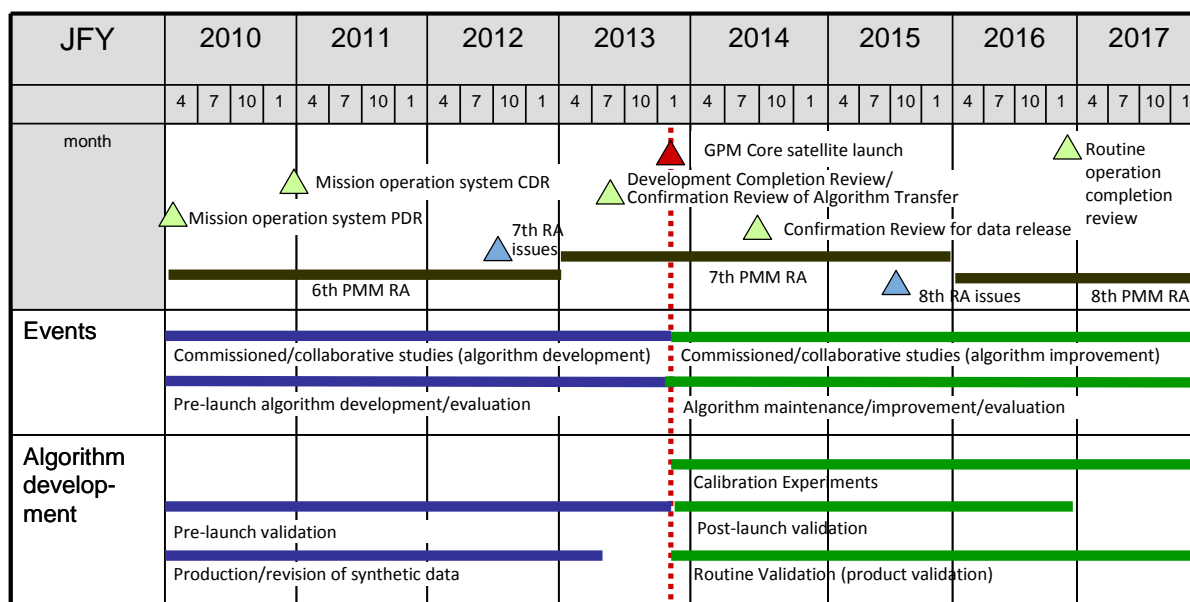 JFY 2010 2011 2012 2013 2014 2015 2016 2017
4 7 10 1 4 7 10 1 4 7 10 1 4 7 10 1 4 7 10 1 4 7 10 1 4 7 10 1 4 7 10 1
month
GPM Core satellite launch
Routine
operation
completion
review
Mission operation system CDR
Development Completion Review/
Confirmation Review of Algorithm Transfer
Mission operation system PDR
7th RA
issues
Confirmation Review for data release
6th PMM RA
7th PMM RA
8th RA issues
8th PMM RA
Events
Commissioned/collaborative studies (algorithm development)
Commissioned/collaborative studies (algorithm improvement)
Pre-launch algorithm development/evaluation
Algorithm maintenance/improvement/evaluation
Algorithm
develop-
ment
Calibration Experiments
Pre-launch validation
Post-launch validation
Production/revision of synthetic data
Routine Validation (product validation)